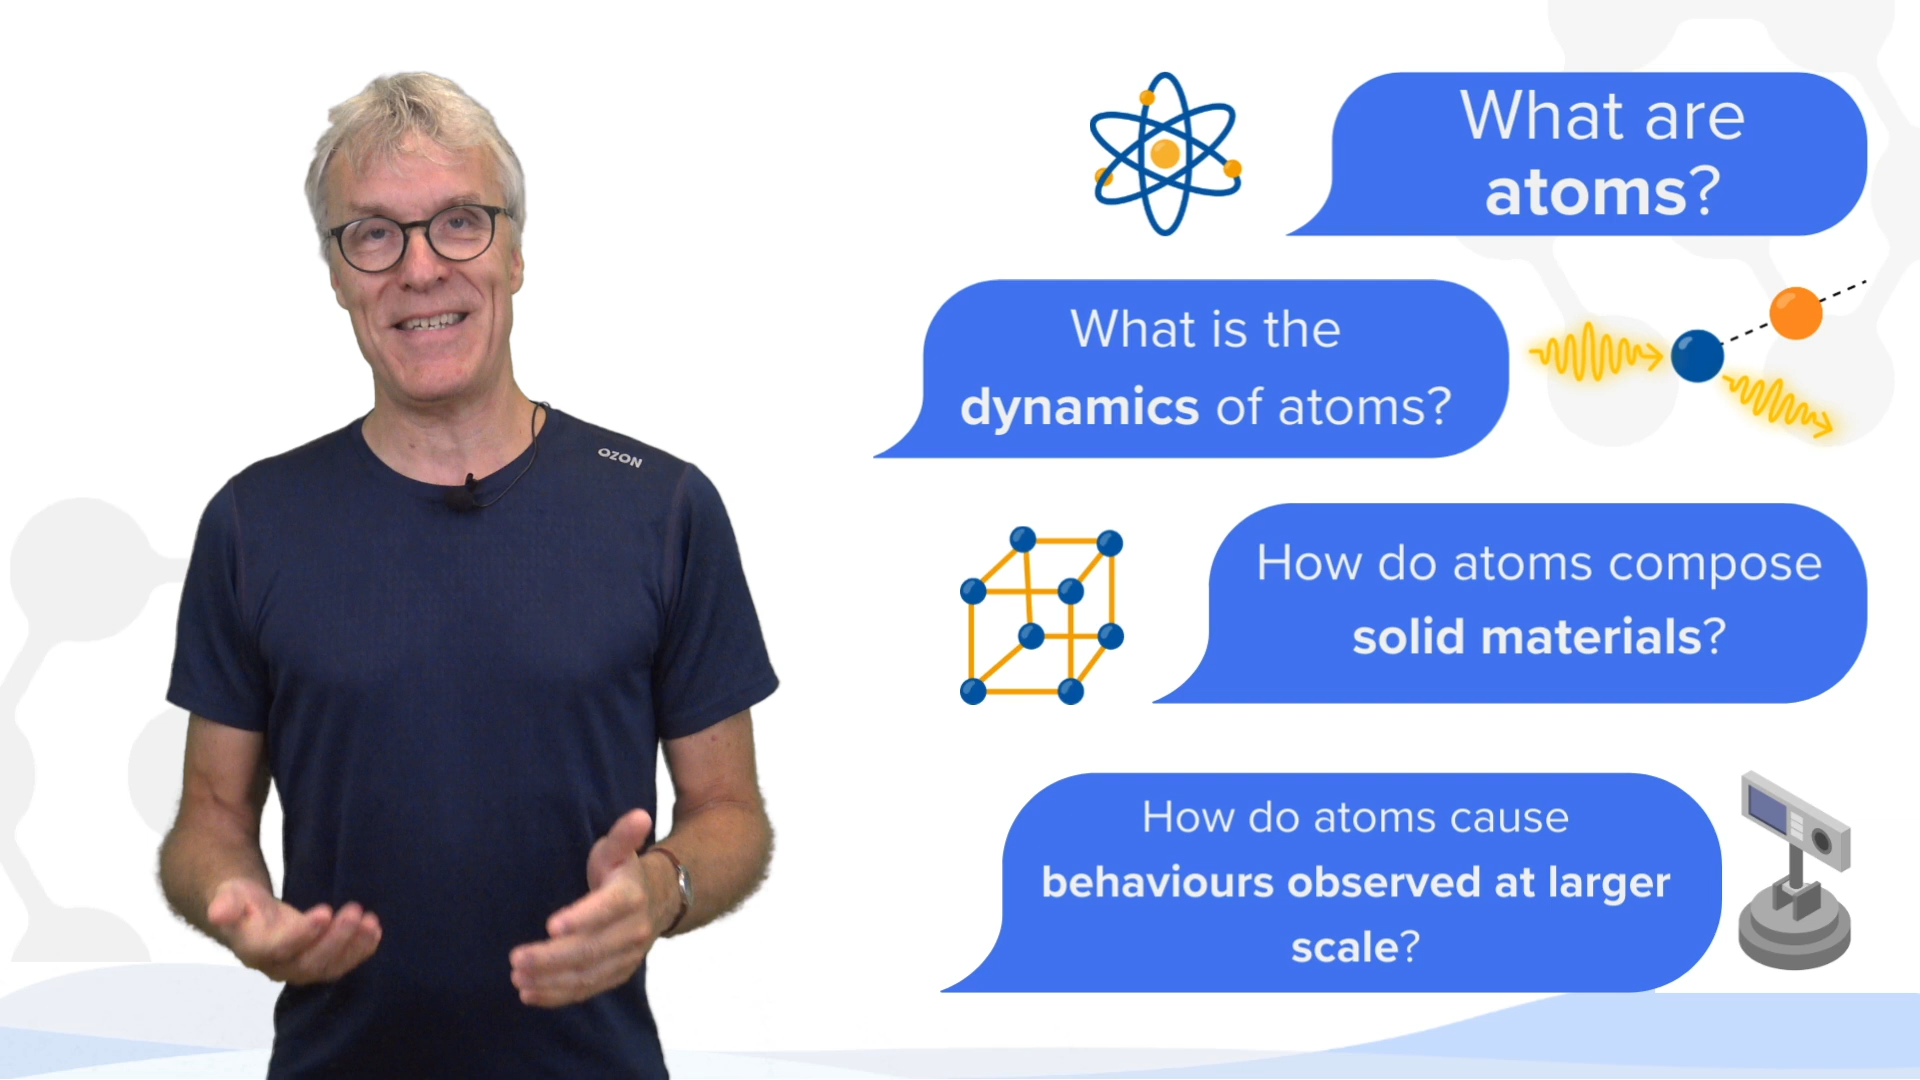 What are
atoms?
What is the
dynamics of atoms?
OZON
How do atoms compose
solid materials?
How do atoms cause
behaviours observed at larger
scale?